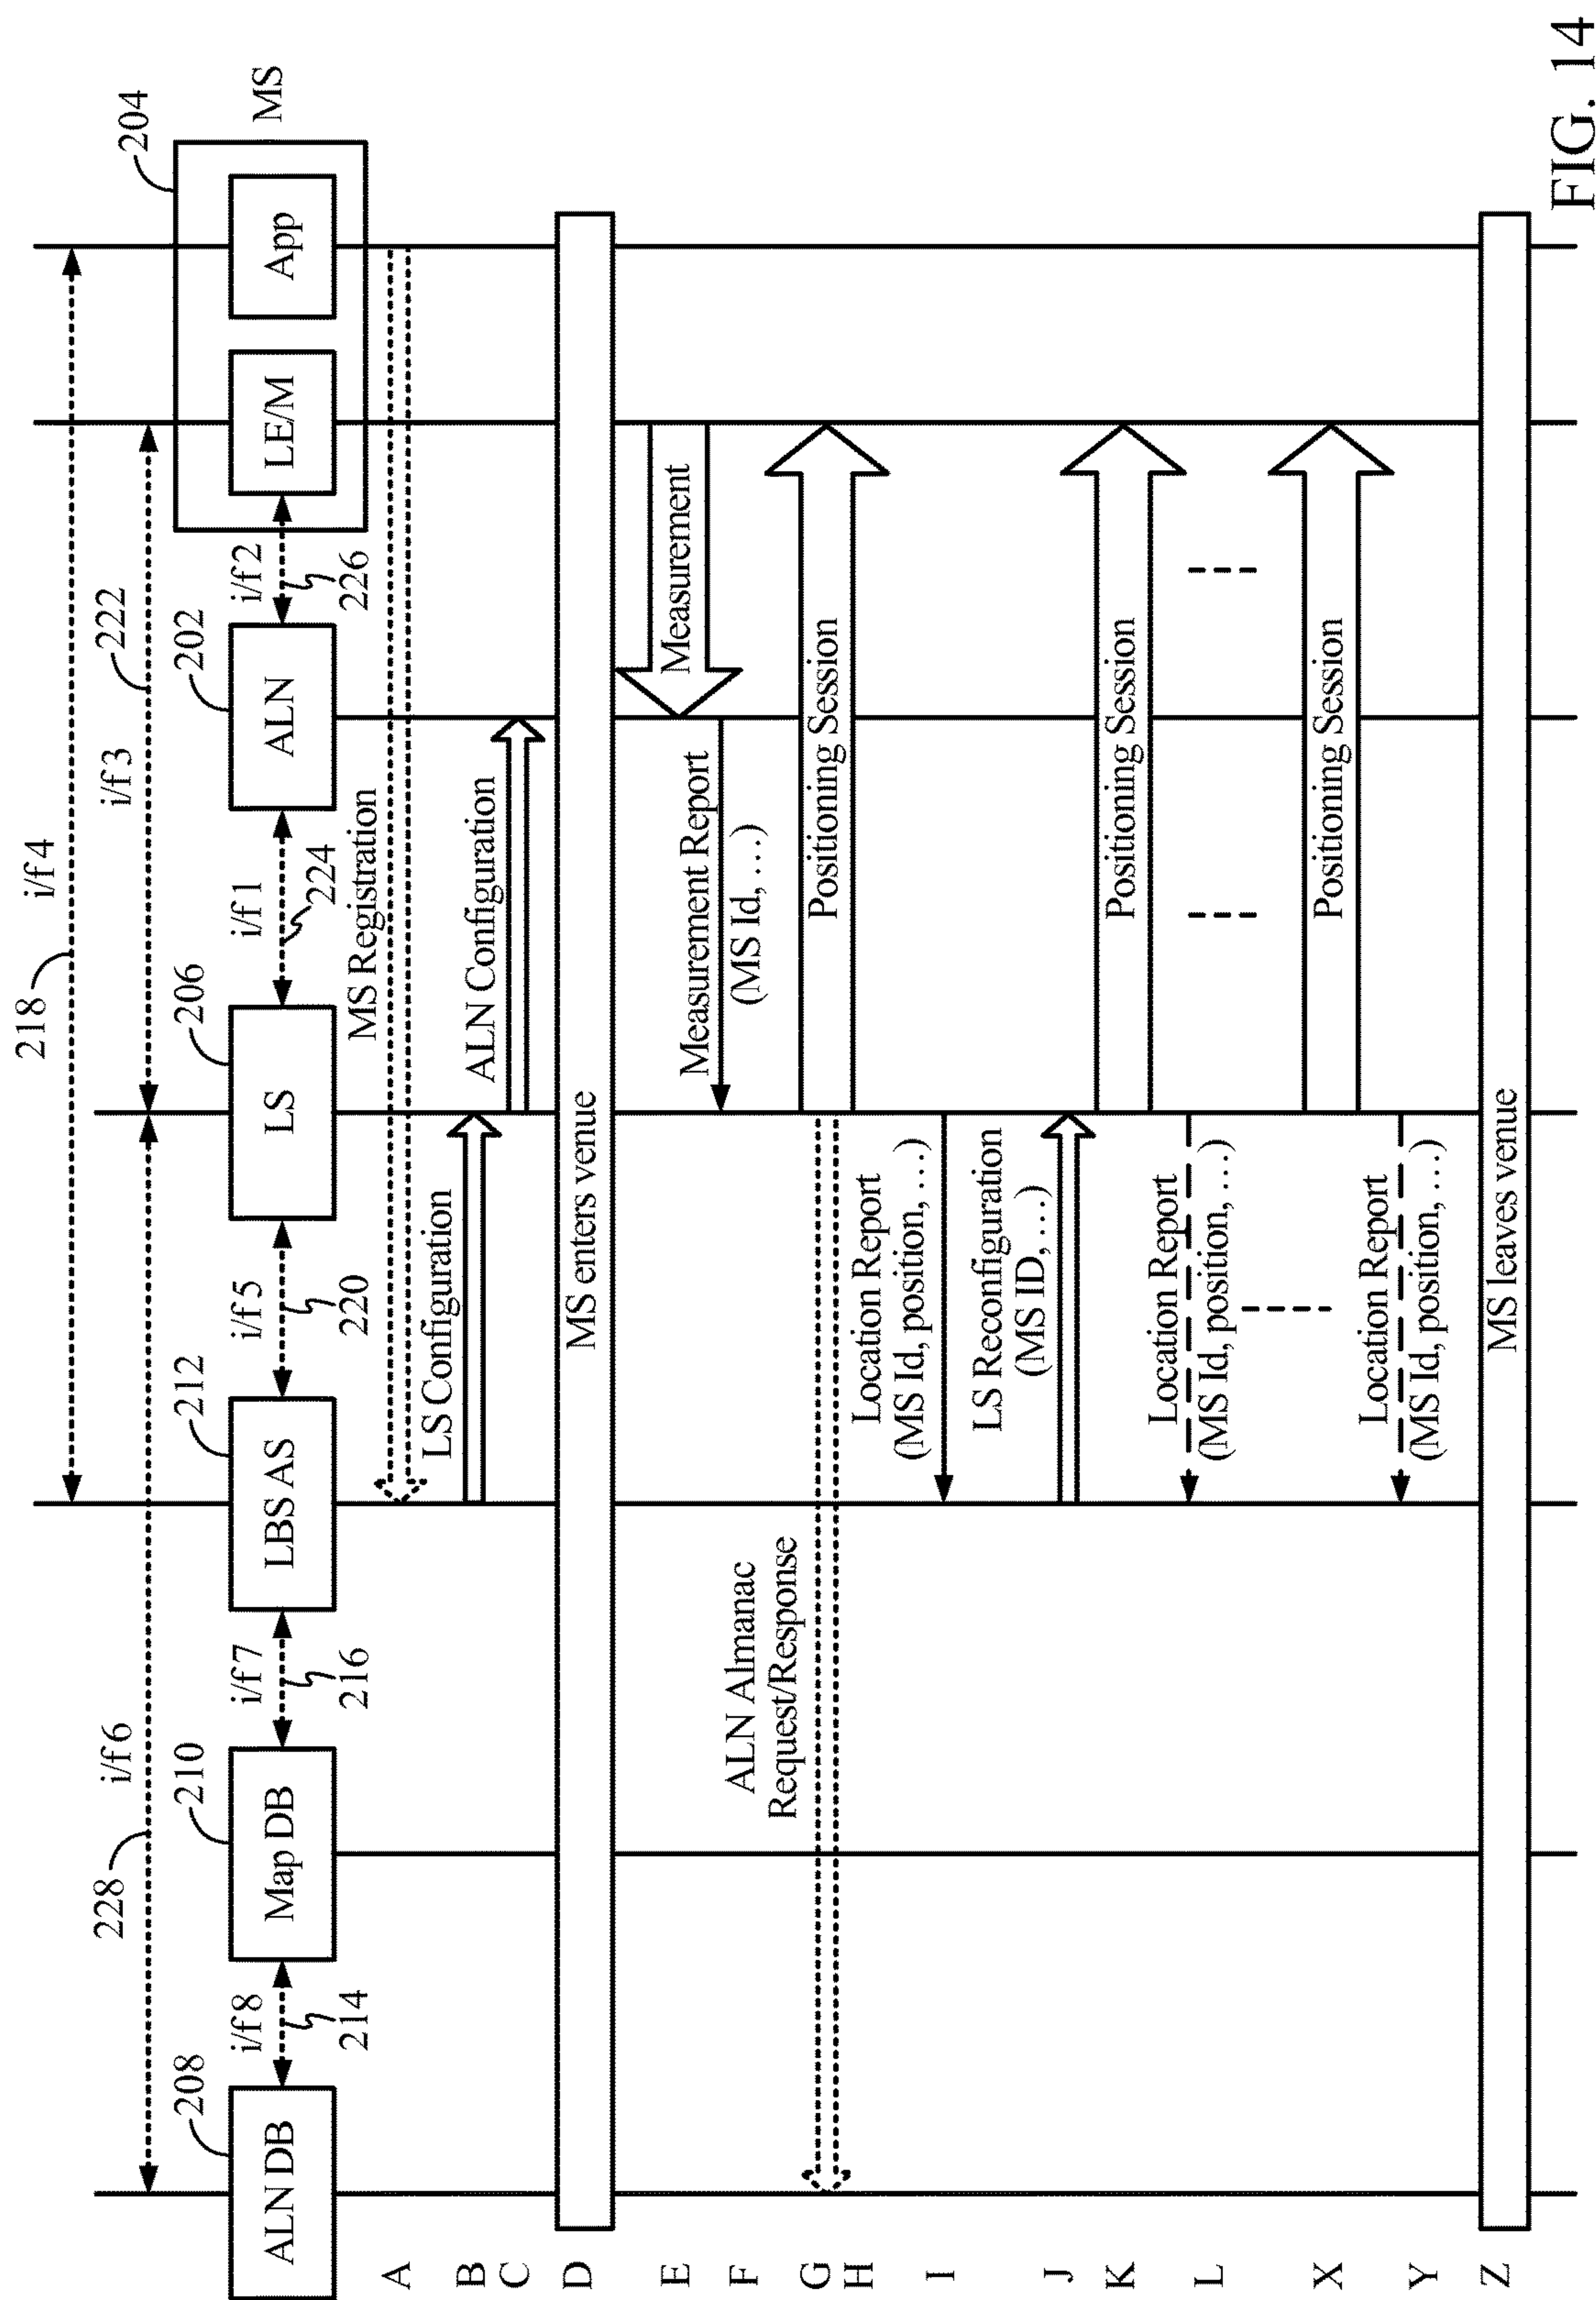 218
i/f 4
228
i/f 6
i/f 3
222
208
210
212
206
202
204
ALN DB
i/f 8
214
Map DB
i/f 7
216
LBS AS
i/f 5
220
LS
i/f 1
224
ALN
i/f 2
226
LE/M
App
MS
A
MS Registration
B
LS Configuration
C
ALN Configuration
D
MS enters venue
E
Measurement
F
Measurement Report
(MS Id, ...)
G
ALN Almanac
Request/Response
H
Positioning Session
I
Location Report
(MS Id, position, ...)
J
LS Reconfiguration
(MS ID, ...)
K
Positioning Session
L
Location Report
(MS Id, position, ...)
X
Positioning Session
Y
Location Report
(MS Id, position, ...)
Z
MS leaves venue
FIG. 14